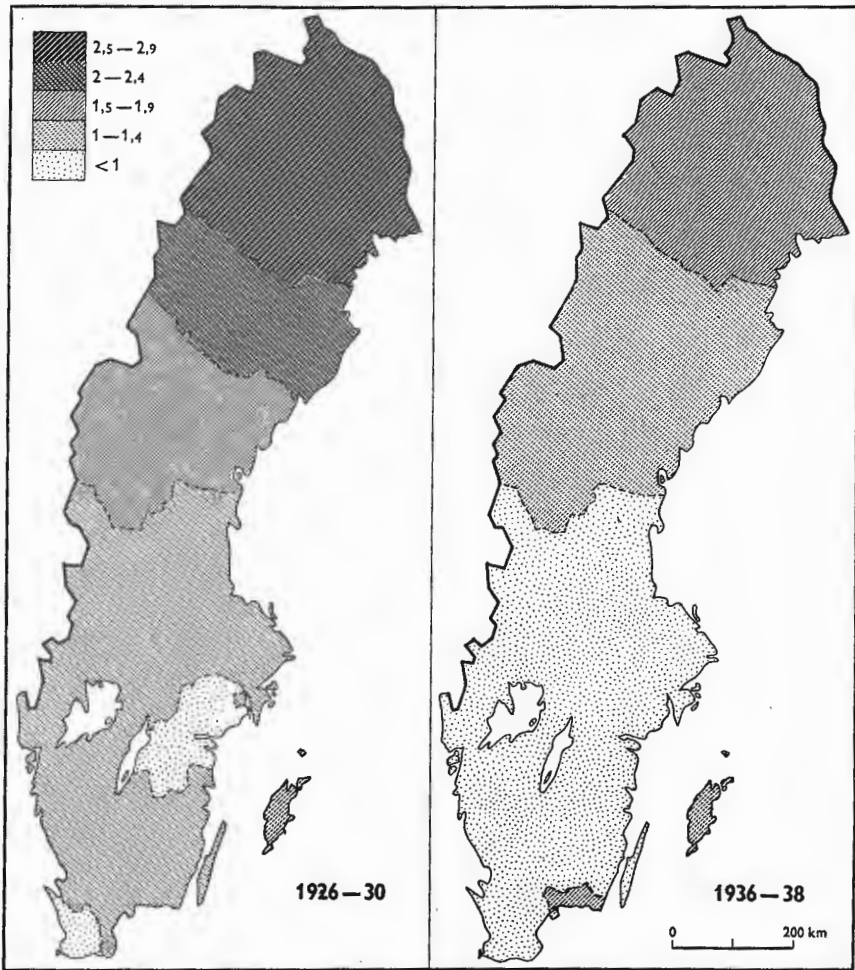 2,5 — 2,9
2 — 2,4
1,5 — 1,9
1 — 1,4
< 1
1926 — 30
1936 — 38
0 200 km